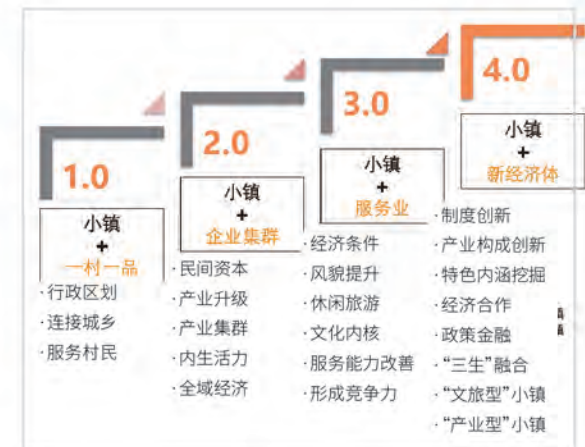 1.0
小镇
+
一村一品
·行政区划
·连接城乡
·服务村民
2.0
小镇
+
企业集群
·民间资本
·产业升级
·产业集群
·内生活力
·全域经济
3.0
小镇
+
服务业
·经济条件
·风貌提升
·休闲旅游
·文化内核
·服务能力改善
·形成竞争力
4.0
小镇
+
新经济体
·制度创新
·产业构成创新
·特色内涵挖掘
·经济合作
·政策金融
·“三生”融合
·“文旅型”小镇
·“产业型”小镇